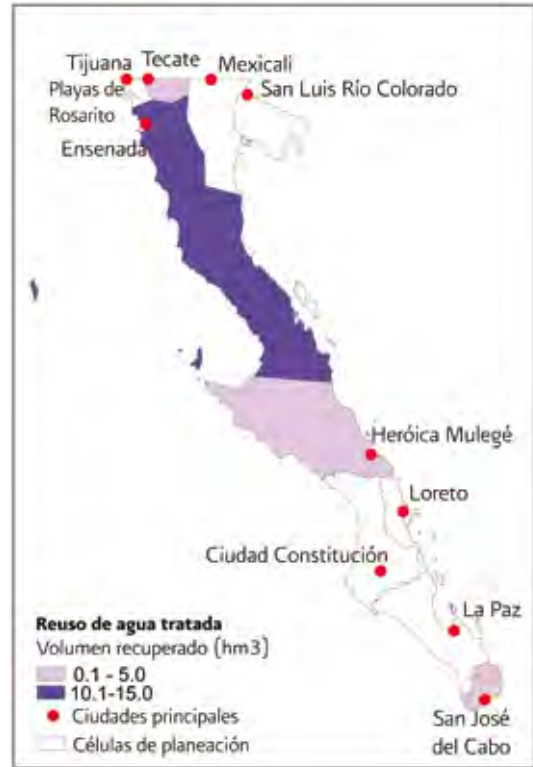 Tijuana Tecate Mexicali
Playas de
Rosarito
San Luis Río Colorado
Ensenada
Heróica Mulegé
Loreto
Ciudad Constitución
La Paz
San José
del Cabo
Reuso de agua tratada
Volumen recuperado (hm3)
0.1 - 5.0
10.1-15.0
Ciudades principales
Células de planeación